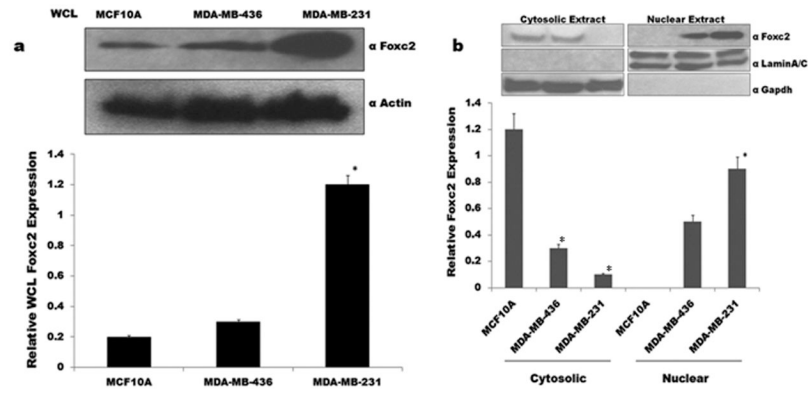 WCL MCF10A MDA-MB-436 MDA-MB-231
a
α Foxc2
α Actin
Relative WCL Foxc2 Expression
1.4
1.2
1
0.8
0.6
0.4
0.2
0
*
MCF10A MDA-MB-436 MDA-MB-231
b
Cytosolic Extract Nuclear Extract
α Foxc2
α LaminA/C
α Gapdh
Relative Foxc2 Expression
1.4
1.2
1
0.8
0.6
0.4
0.2
0
‡ ‡ *
MCF10A MDA-MB-436 MDA-MB-231 MCF10A MDA-MB-436 MDA-MB-231
Cytosolic Nuclear